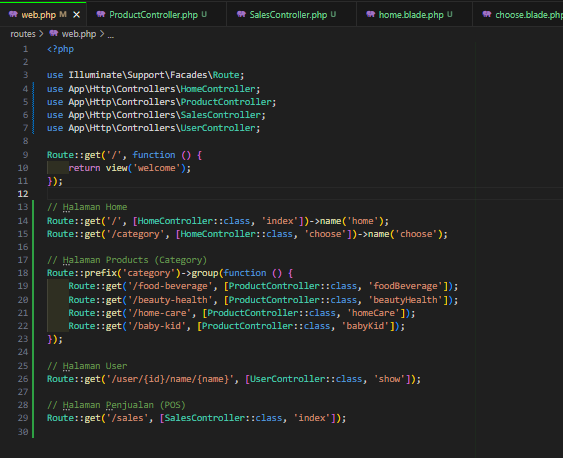 web.php M × ProductController.php U SalesController.php U home.blade.php U choose.blade.php
routes > web.php > ...
1 <?php
2
3 use Illuminate\Support\Facades\Route;
4 use App\Http\Controllers\HomeController;
5 use App\Http\Controllers\ProductController;
6 use App\Http\Controllers\SalesController;
7 use App\Http\Controllers\UserController;
8
9 Route::get('/', function () {
10     return view('welcome');
11 });
12
13 // Halaman Home
14 Route::get('/', [HomeController::class, 'index'])->name('home');
15 Route::get('/category', [HomeController::class, 'choose'])->name('choose');
16
17 // Halaman Products (Category)
18 Route::prefix('category')->group(function () {
19     Route::get('/food-beverage', [ProductController::class, 'foodBeverage']);
20     Route::get('/beauty-health', [ProductController::class, 'beautyHealth']);
21     Route::get('/home-care', [ProductController::class, 'homeCare']);
22     Route::get('/baby-kid', [ProductController::class, 'babyKid']);
23 });
24
25 // Halaman User
26 Route::get('/user/{id}/name/{name}', [UserController::class, 'show']);
27
28 // Halaman Penjualan (POS)
29 Route::get('/sales', [SalesController::class, 'index']);
30